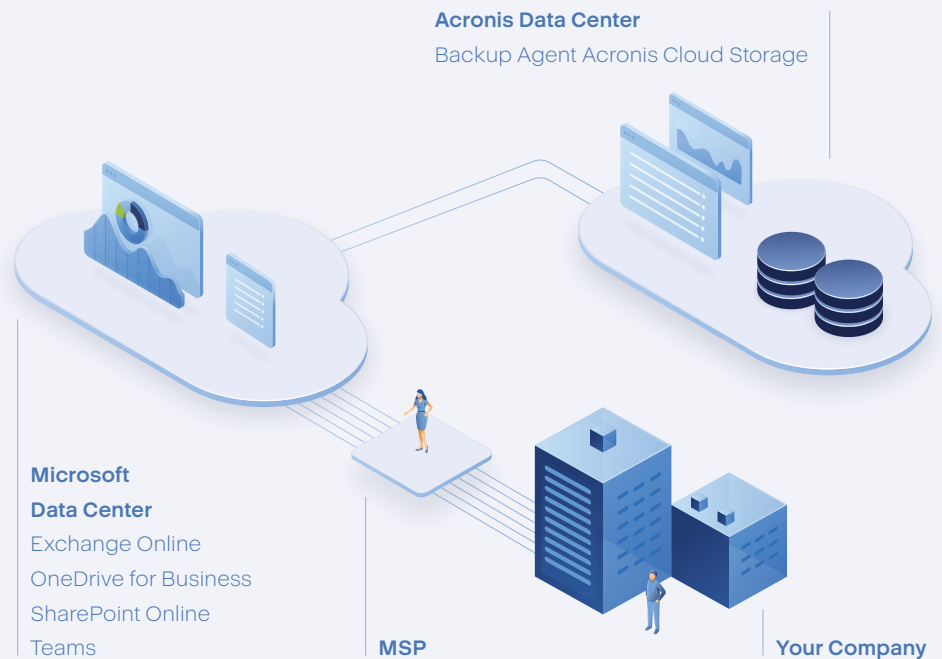 Acronis Data Center
Backup Agent Acronis Cloud Storage
Microsoft
Data Center
Exchange Online
OneDrive for Business
SharePoint Online
Teams
MSP
Your Company